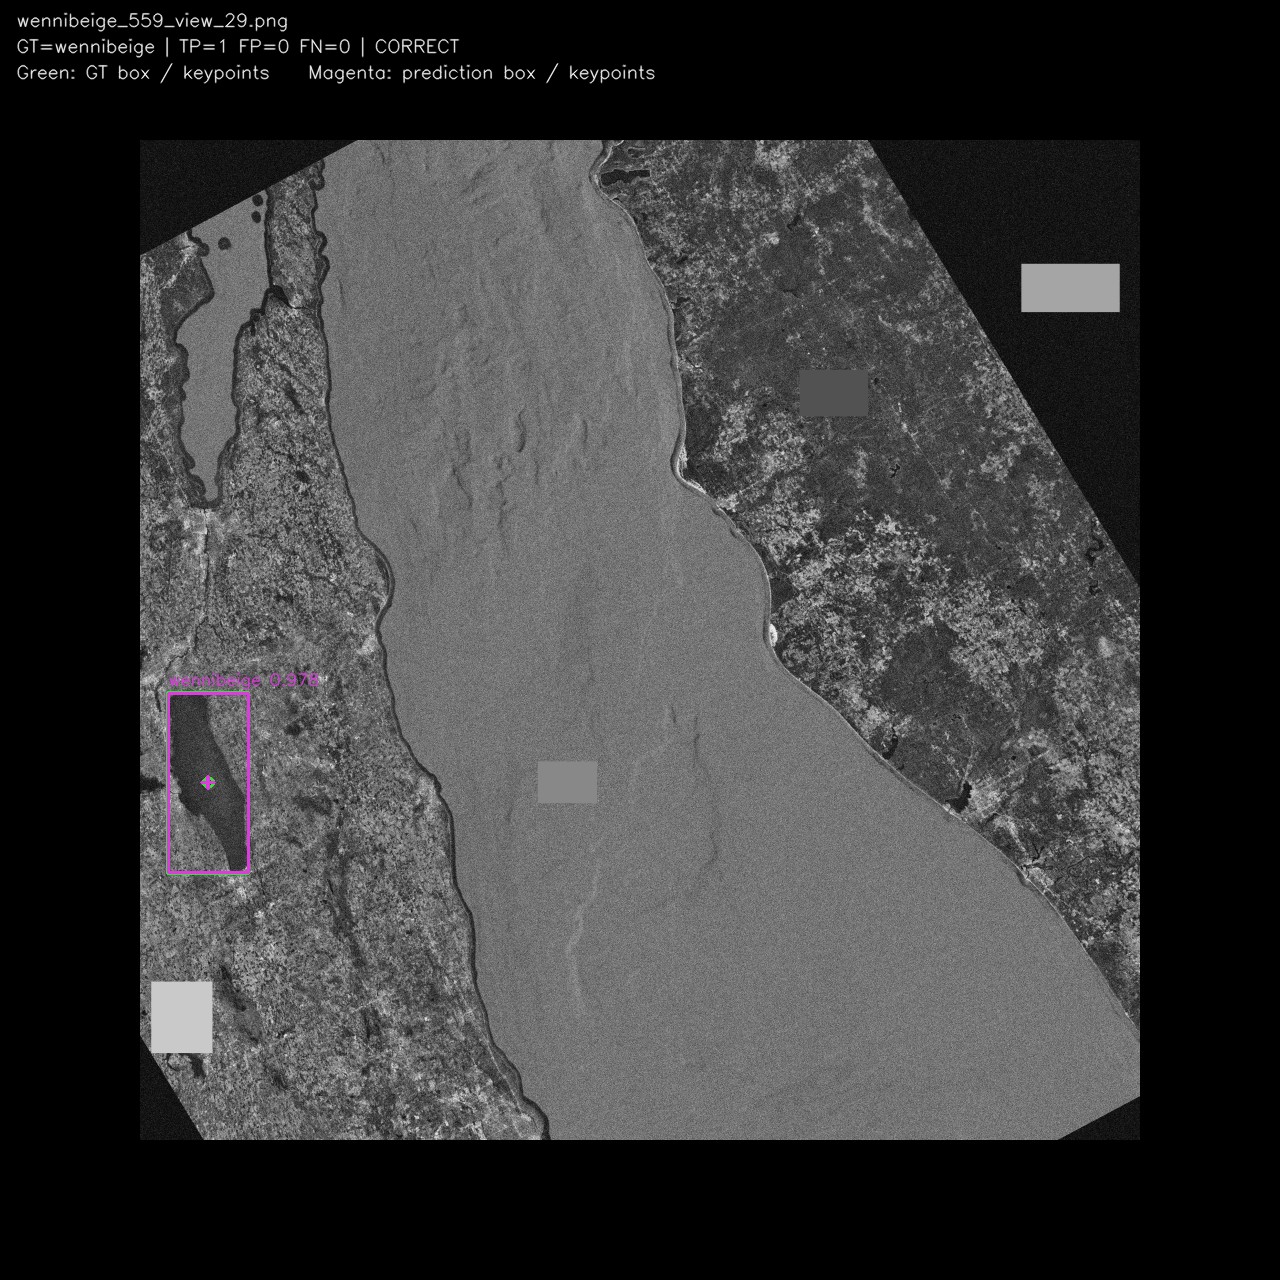 wennibeige_559_view_29.png
GT=wennibeige | TP=1 FP=0 FN=0 | CORRECT
Green: GT box / keypoints    Magenta: prediction box / keypoints
wennibeige 0.978